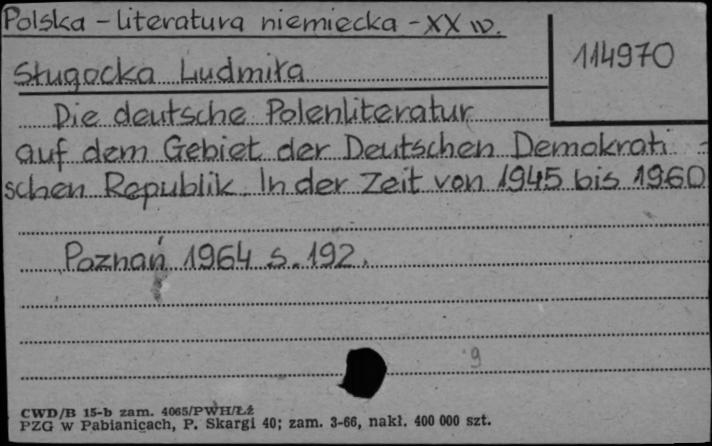 Polska - literatura niemiecka - XX w.
114970
Sługocka Ludmiła
Die deutsche Polenliteratur
auf dem Gebiet der Deutschen Demokrati -
schen Republik. In der Zeit von 1945 bis 1960
Poznań 1964 s. 192.
9
CWD/B 15-b zam. 4065/PWH/ŁŻ
PZG w Pabianicach, P. Skargi 40; zam. 3-66, nakł. 400 000 szt.